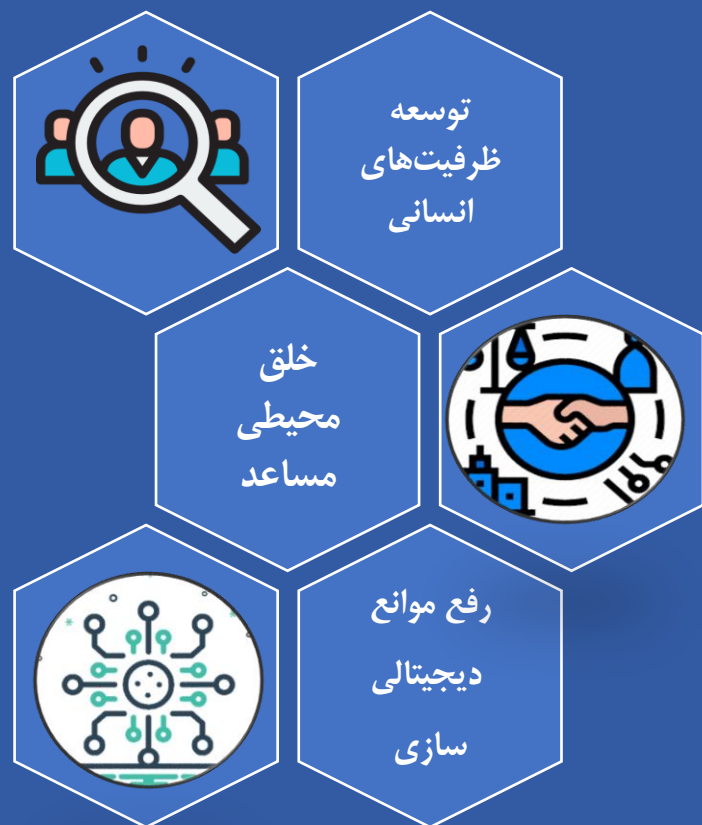 توسعه
ظرفیت‌های
انسانی
خلق
محیطی
مساعد
رفع موانع
دیجیتالی
سازی